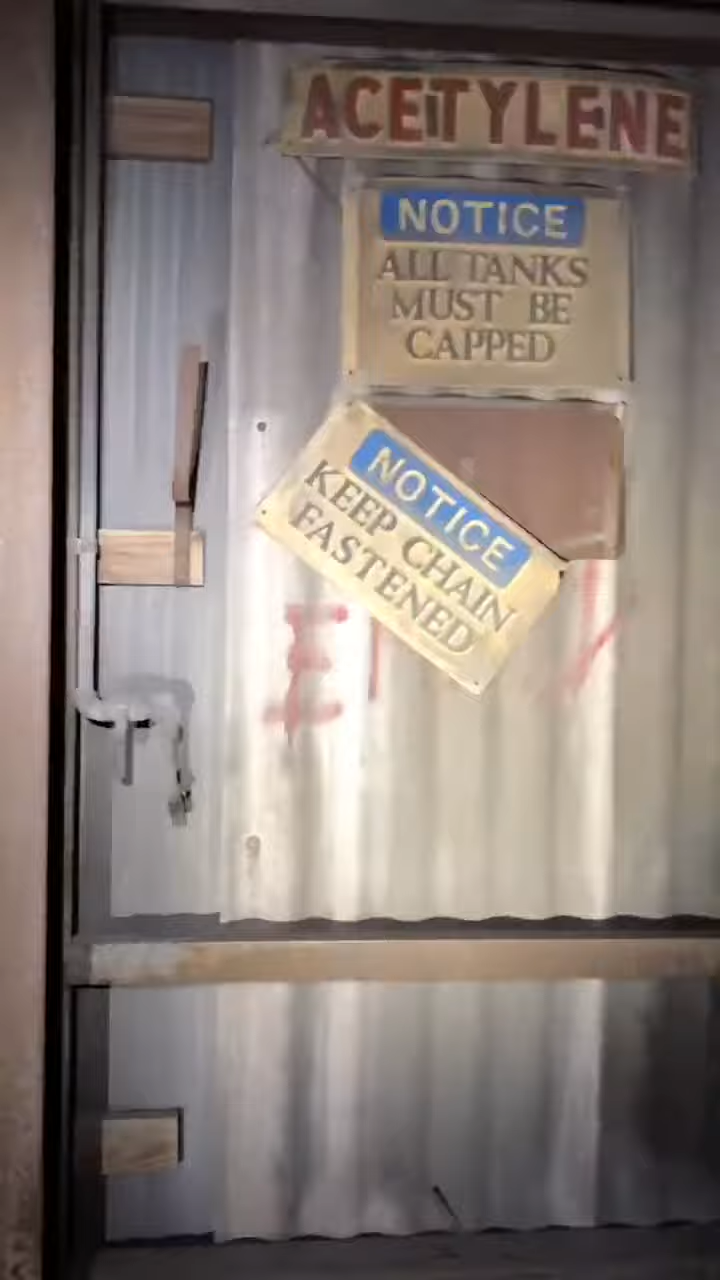 ACETYLENE
NOTICE
ALL TANKS
MUST BE
CAPPED
NOTICE
KEEP CHAIN
FASTENED